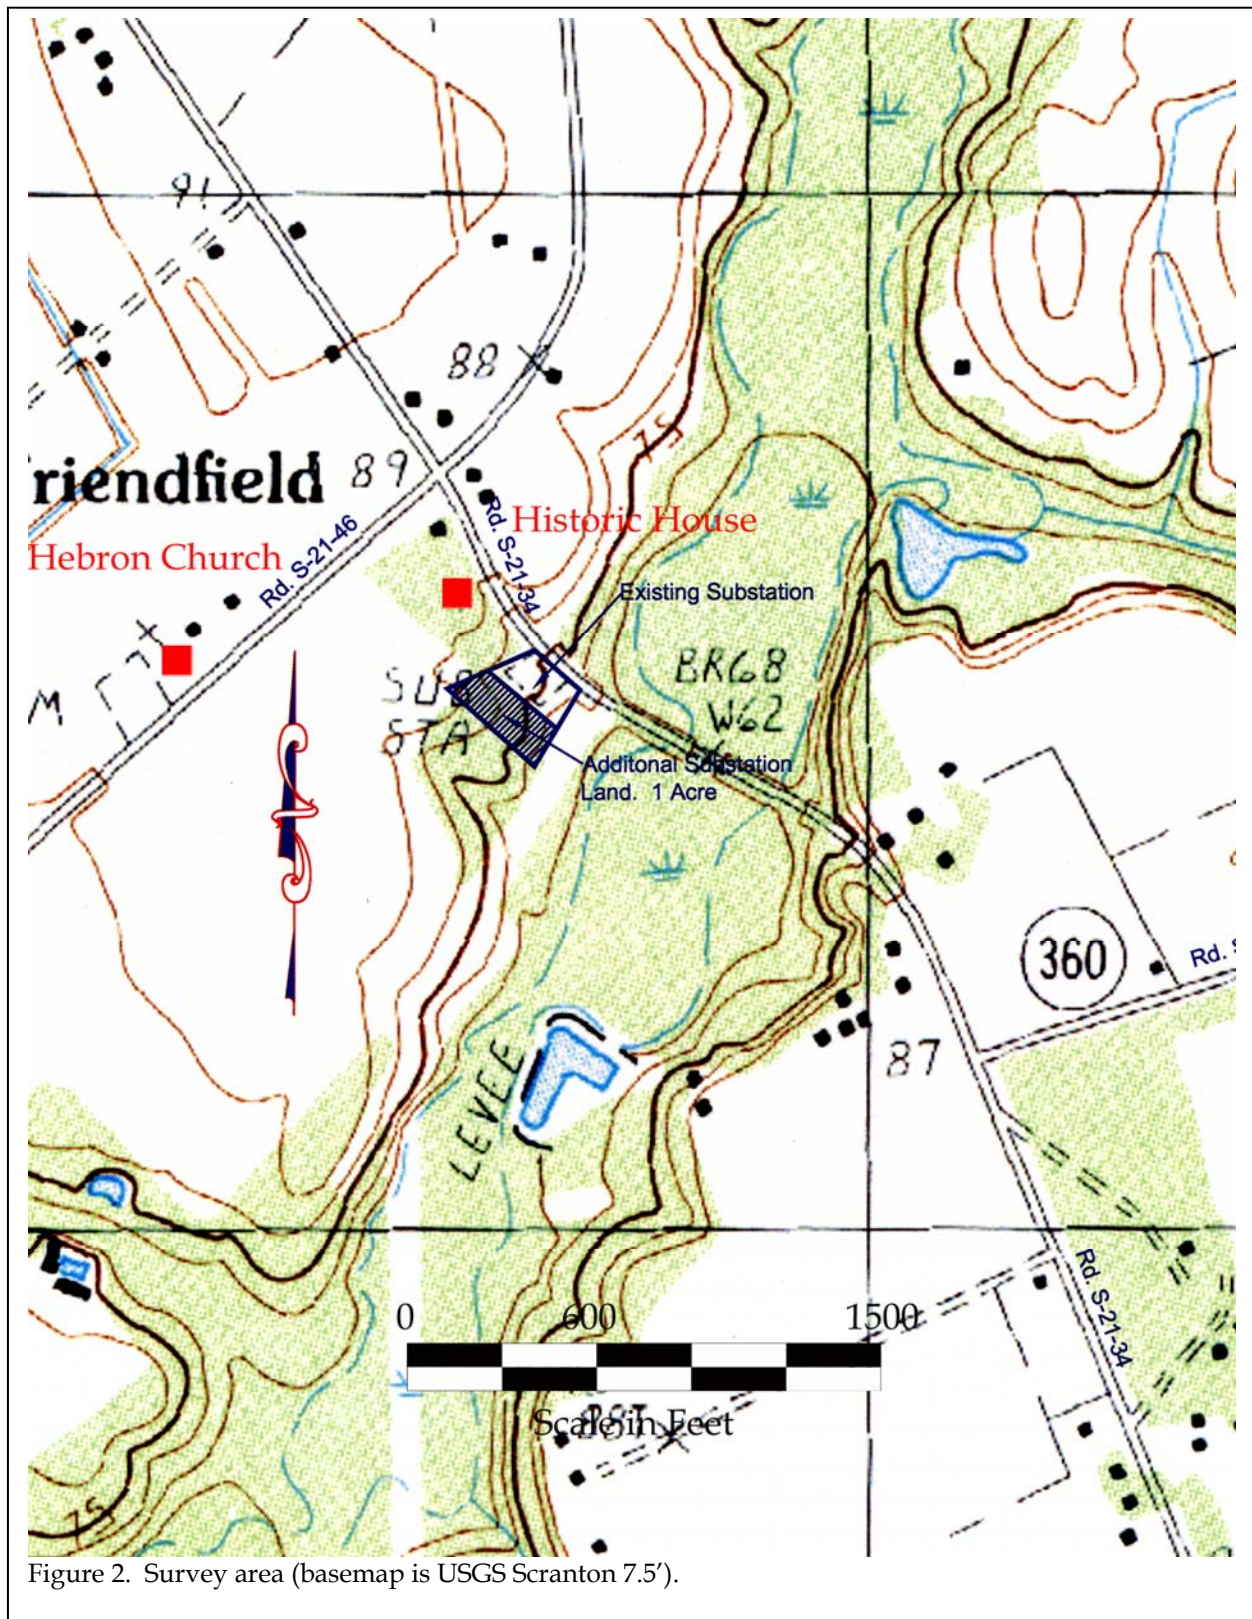 91
88
75
riendfield
89
Rd. S-21-46
Rd. S-21-34
Historic House
Hebron Church
Existing Substation
BR68
W62
SUB
STA
M
Additonal Substation
Land. 1 Acre
360
Rd. s
87
LEVEE
Rd. S-21-34
0 600 1500
Scale in Feet
75
Figure 2. Survey area (basemap is USGS Scranton 7.5’).